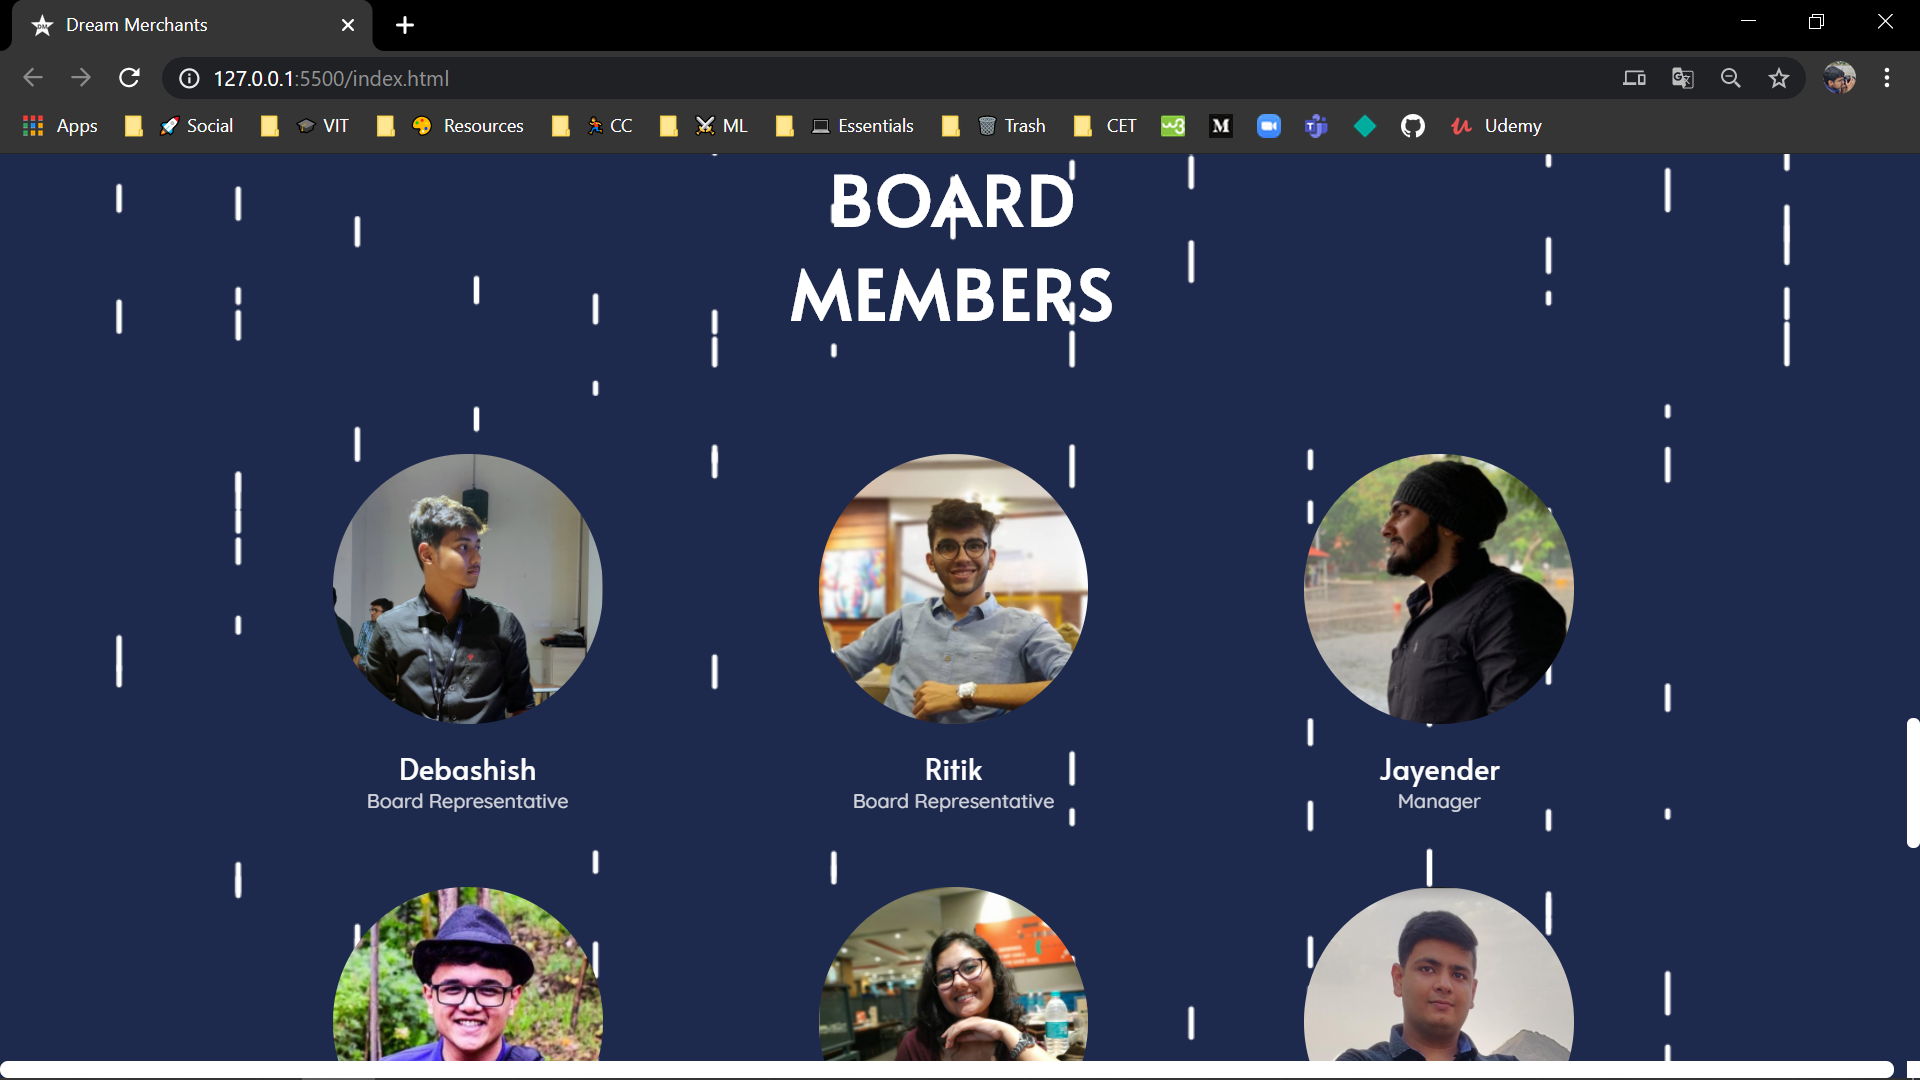 Dream Merchants
127.0.0.1:5500/index.html
Apps Social VIT Resources CC ML Essentials Trash CET w3 M Udemy
BOARD
MEMBERS
Debashish Ritik Jayender
Board Representative Board Representative Manager